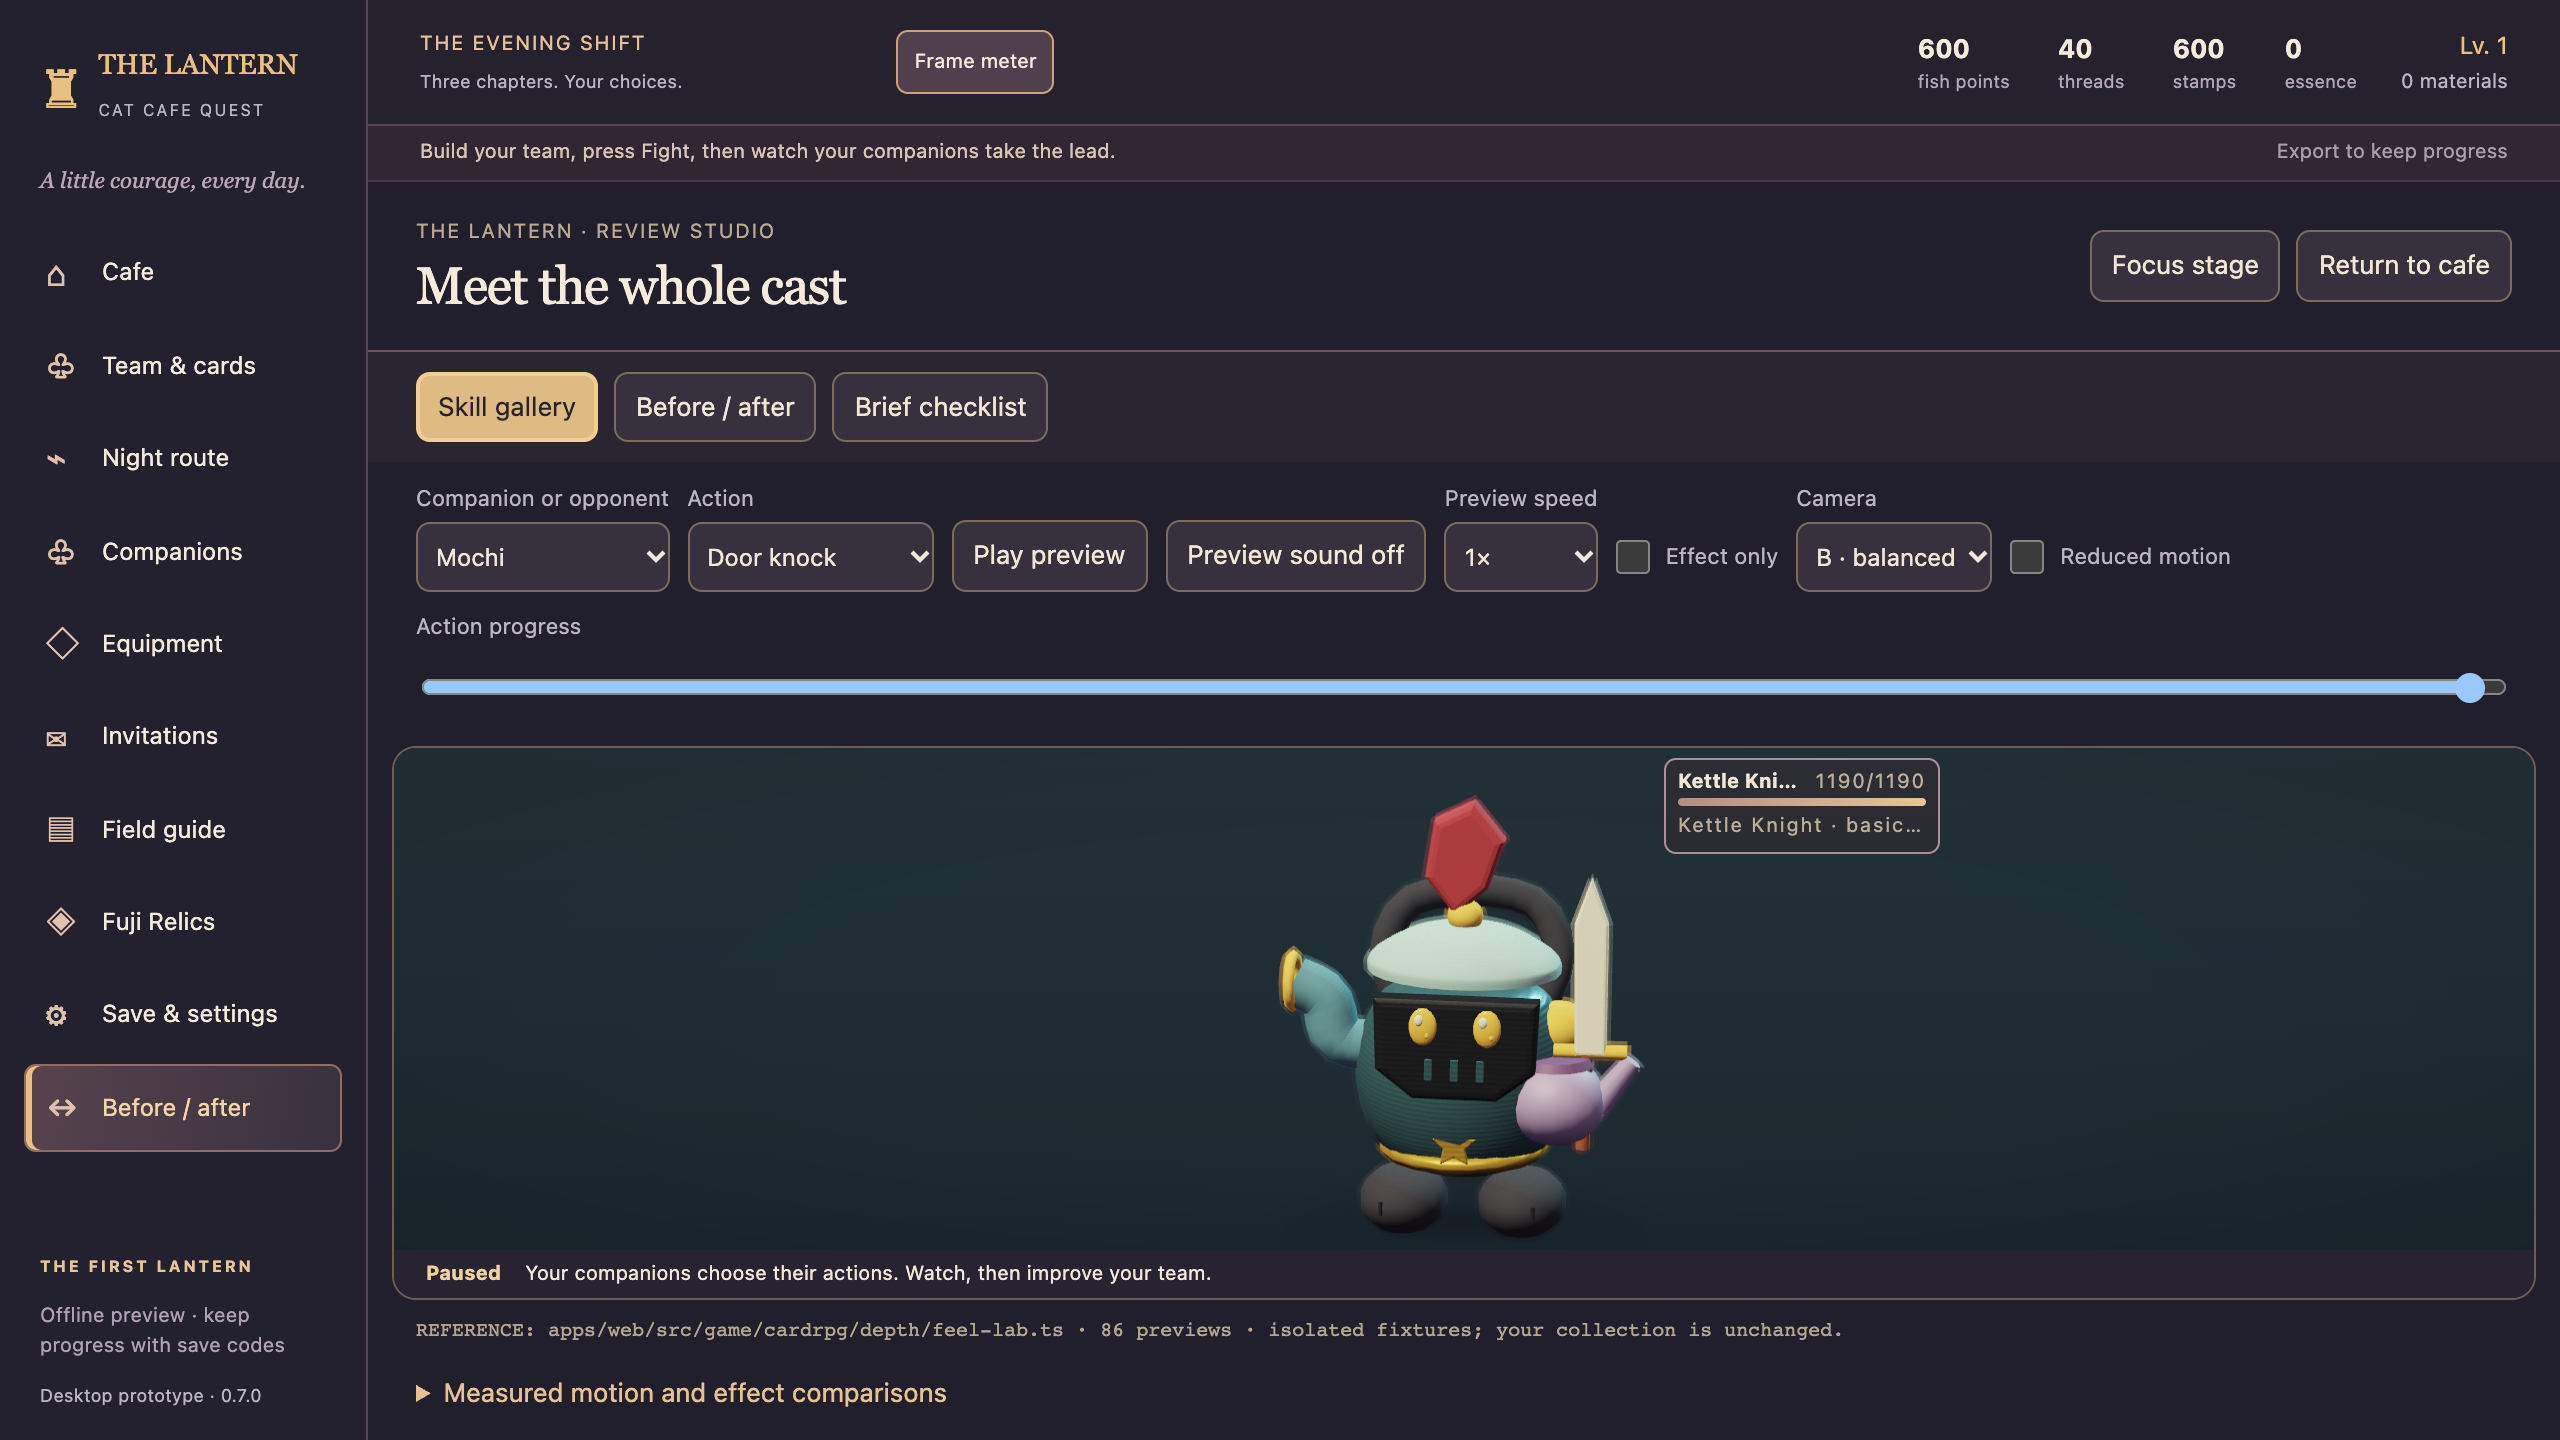 THE LANTERN
CAT CAFE QUEST
A little courage, every day.
Cafe
Team & cards
Night route
Companions
Equipment
Invitations
Field guide
Fuji Relics
Save & settings
Before / after
THE FIRST LANTERN
Offline preview · keep
progress with save codes
Desktop prototype · 0.7.0
THE EVENING SHIFT
Three chapters. Your choices.
Frame meter
600 40 600 0 Lv. 1
fish points threads stamps essence 0 materials
Build your team, press Fight, then watch your companions take the lead. Export to keep progress
THE LANTERN · REVIEW STUDIO
Meet the whole cast
Focus stage Return to cafe
Skill gallery Before / after Brief checklist
Companion or opponent Action Preview speed Camera
Mochi Door knock Play preview Preview sound off 1× Effect only B · balanced Reduced motion
Action progress
Kettle Kni... 1190/1190
Kettle Knight · basic...
Paused Your companions choose their actions. Watch, then improve your team.
REFERENCE: apps/web/src/game/cardrpg/depth/feel-lab.ts · 86 previews · isolated fixtures; your collection is unchanged.
Measured motion and effect comparisons